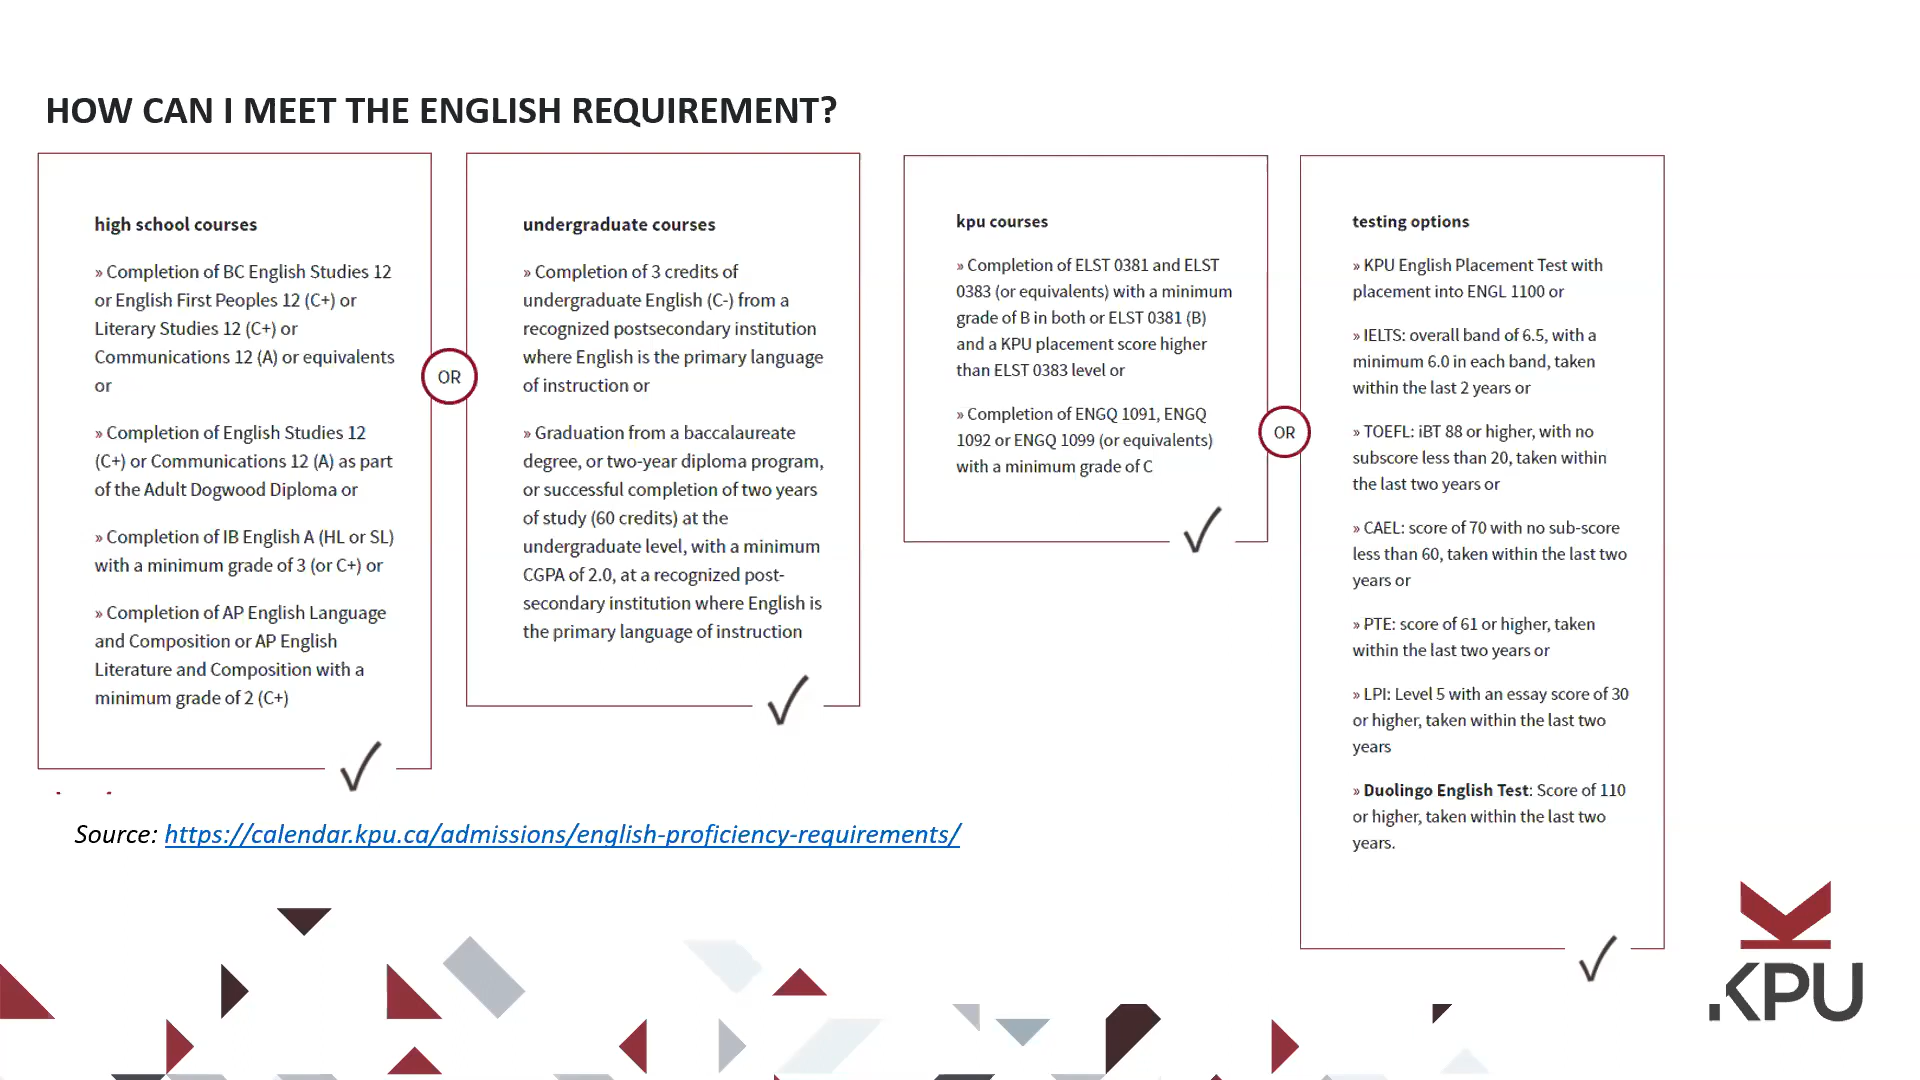 HOW CAN I MEET THE ENGLISH REQUIREMENT?
high school courses
» Completion of BC English Studies 12
or English First Peoples 12 (C+) or
Literary Studies 12 (C+) or
Communications 12 (A) or equivalents
or
» Completion of English Studies 12
(C+) or Communications 12 (A) as part
of the Adult Dogwood Diploma or
» Completion of IB English A (HL or SL)
with a minimum grade of 3 (or C+) or
» Completion of AP English Language
and Composition or AP English
Literature and Composition with a
minimum grade of 2 (C+)
OR
undergraduate courses
» Completion of 3 credits of
undergraduate English (C-) from a
recognized postsecondary institution
where English is the primary language
of instruction or
» Graduation from a baccalaureate
degree, or two-year diploma program,
or successful completion of two years
of study (60 credits) at the
undergraduate level, with a minimum
CGPA of 2.0, at a recognized post-
secondary institution where English is
the primary language of instruction
kpu courses
» Completion of ELST 0381 and ELST
0383 (or equivalents) with a minimum
grade of B in both or ELST 0381 (B)
and a KPU placement score higher
than ELST 0383 level or
» Completion of ENGQ 1091, ENGQ
1092 or ENGQ 1099 (or equivalents)
with a minimum grade of C
OR
testing options
» KPU English Placement Test with
placement into ENGL 1100 or
» IELTS: overall band of 6.5, with a
minimum 6.0 in each band, taken
within the last 2 years or
» TOEFL: iBT 88 or higher, with no
subscore less than 20, taken within
the last two years or
» CAEL: score of 70 with no sub-score
less than 60, taken within the last two
years or
» PTE: score of 61 or higher, taken
within the last two years or
» LPI: Level 5 with an essay score of 30
or higher, taken within the last two
years
» Duolingo English Test: Score of 110
or higher, taken within the last two
years.
Source: https://calendar.kpu.ca/admissions/english-proficiency-requirements/
KPU